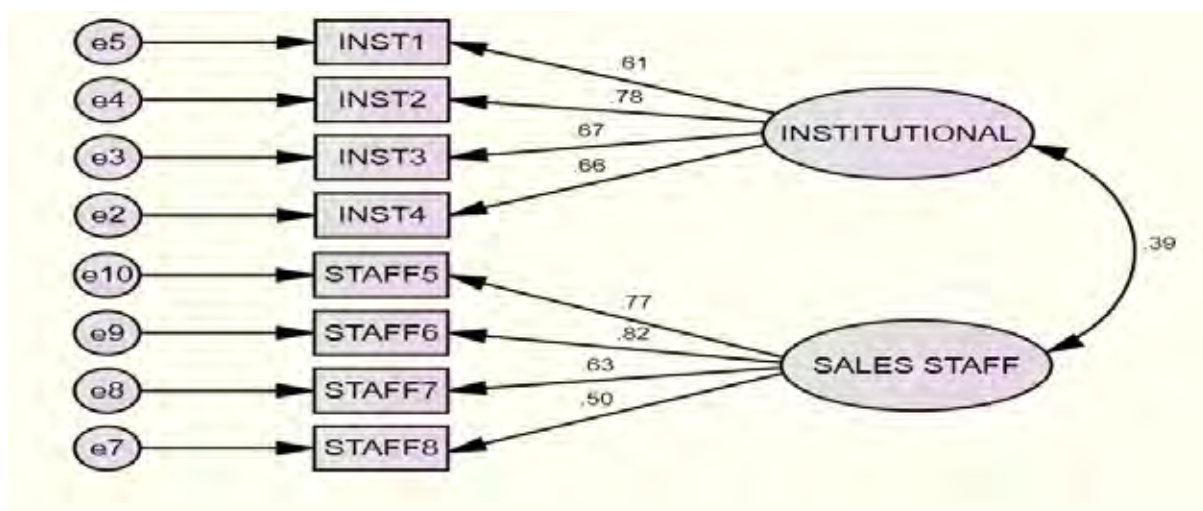 e5 INST1
.61
e4 INST2
.78
INSTITUTIONAL
e3 INST3
.67
e2 INST4
.66
.39
e10 STAFF5
.77
e9 STAFF6
.82
SALES STAFF
e8 STAFF7
.63
e7 STAFF8
.50